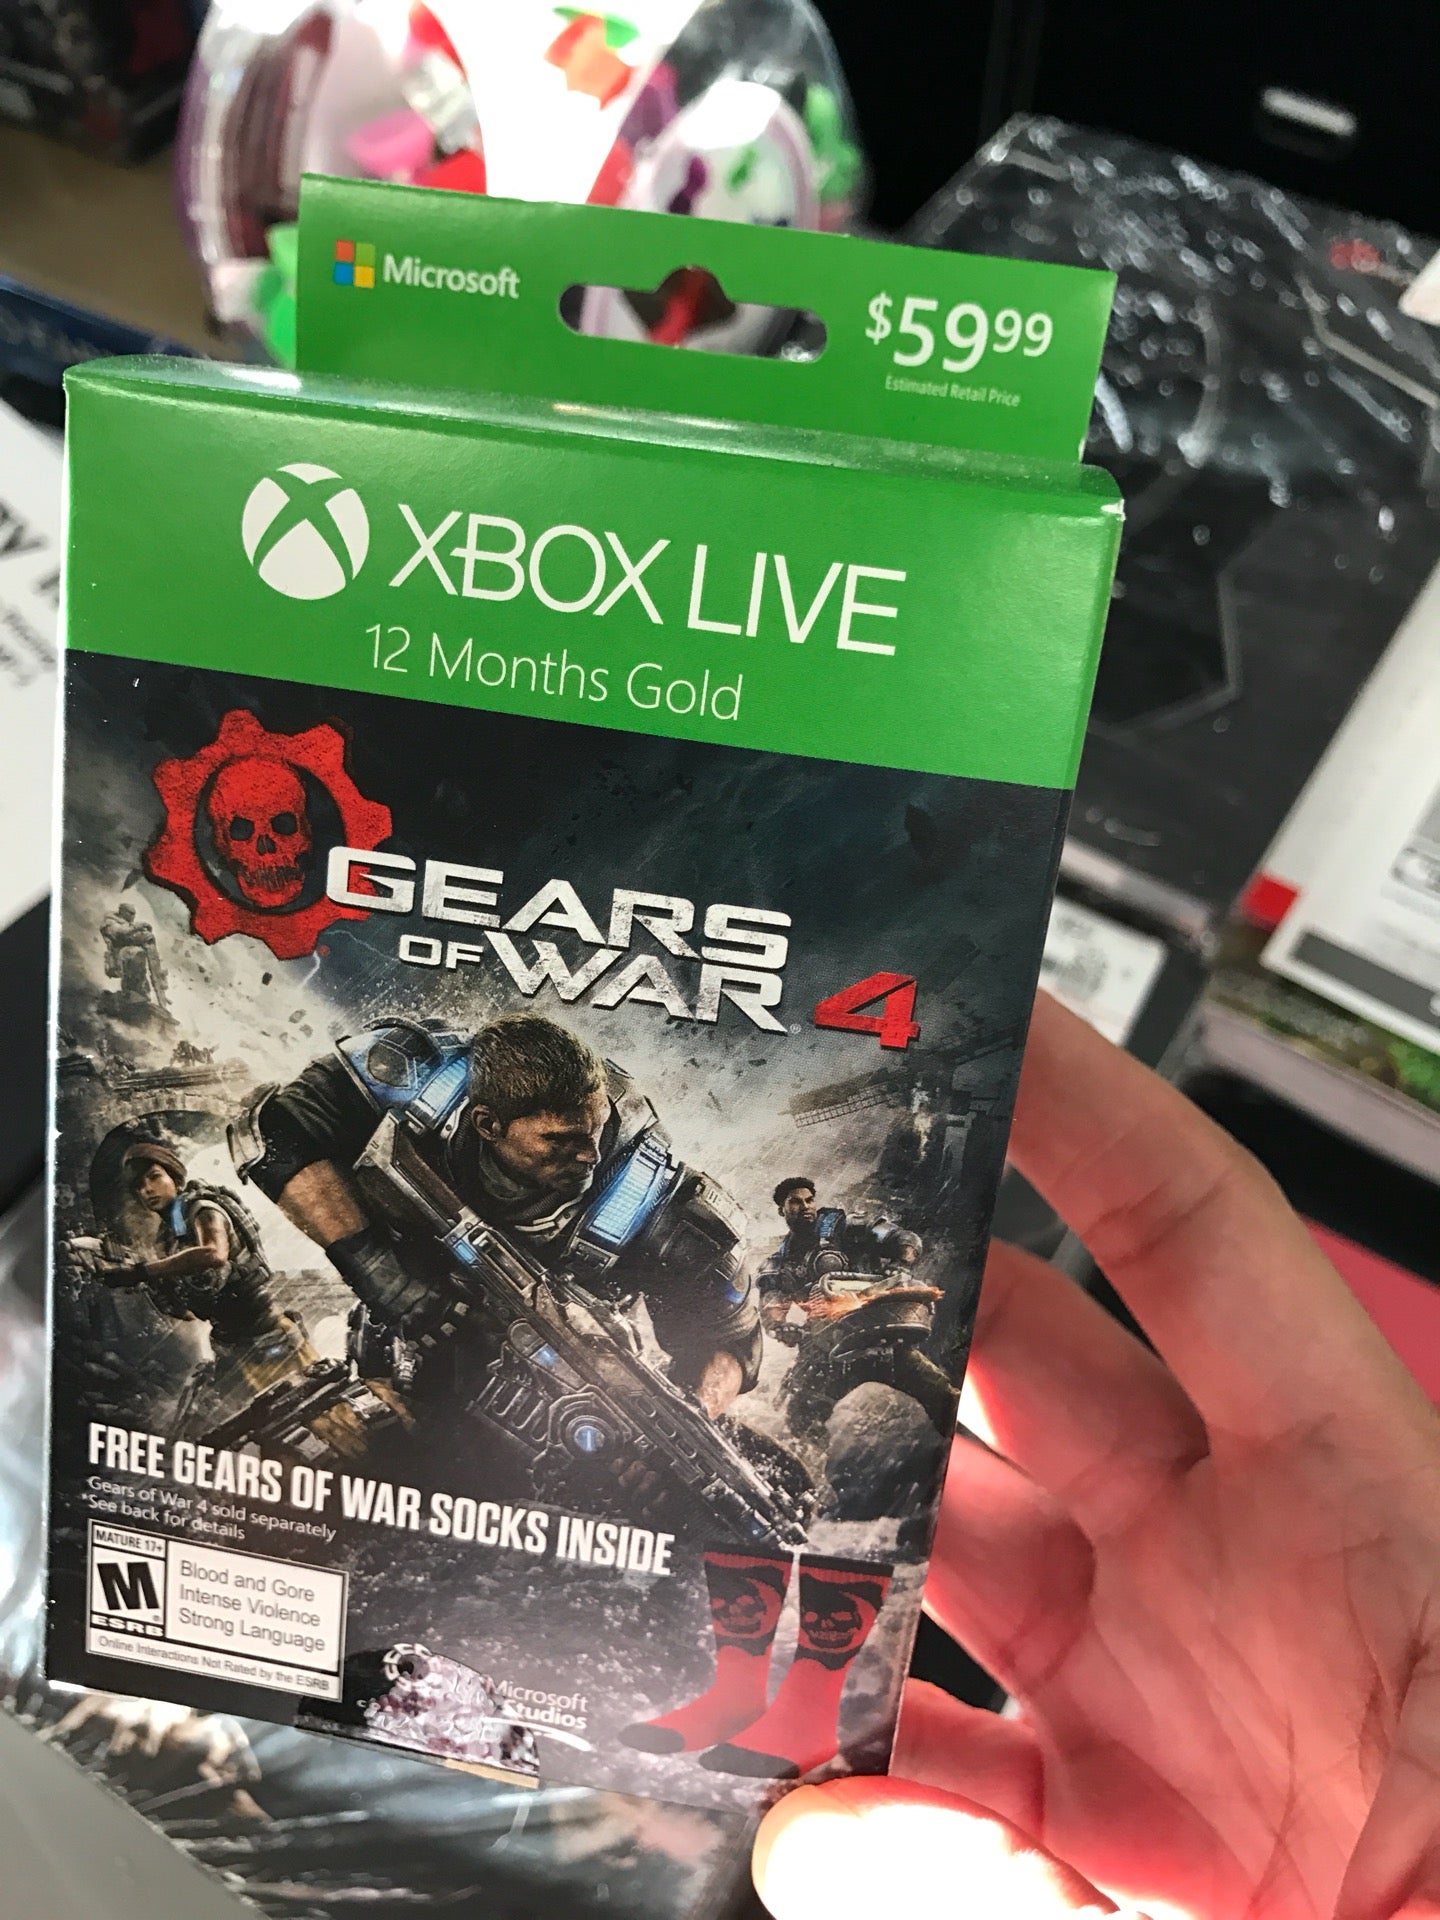 Microsoft
$59.99
Estimated Retail Price
XBOX LIVE
12 Months Gold
GEARS
OF WAR 4
FREE GEARS OF WAR SOCKS INSIDE
Gears of War 4 sold separately
*See back for details
MATURE 17+
M
ESRB
Blood and Gore
Intense Violence
Strong Language
Online Interactions Not Rated by the ESRB
Microsoft
Studios